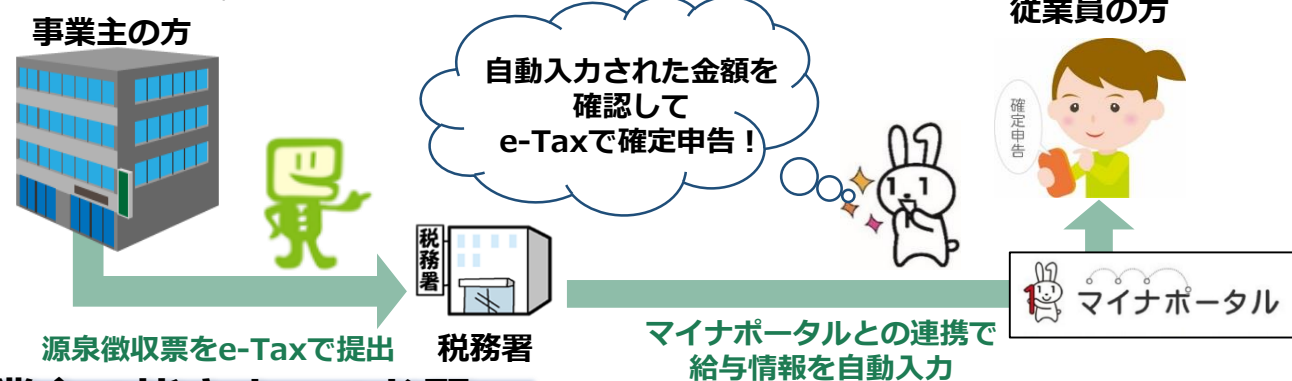 事業主の方
従業員の方
自動入力された金額を
確認して
e-Taxで確定申告！
確定申告
税務署
マイナポータル
源泉徴収票をe-Taxで提出
税務署
マイナポータルとの連携で
給与情報を自動入力